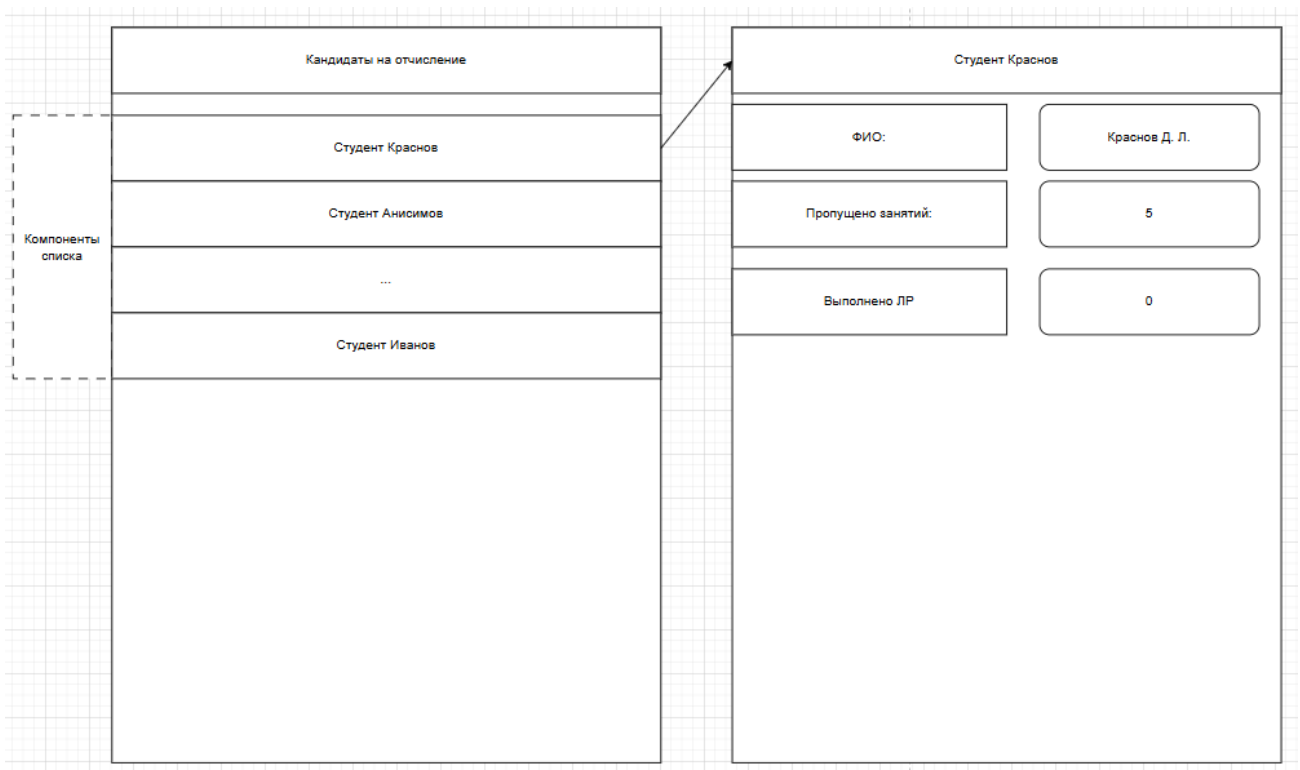 Кандидаты на отчисление
Компоненты
списка
Студент Краснов
Студент Анисимов
...
Студент Иванов
Студент Краснов
ФИО:
Краснов Д. Л.
Пропущено занятий:
5
Выполнено ЛР
0